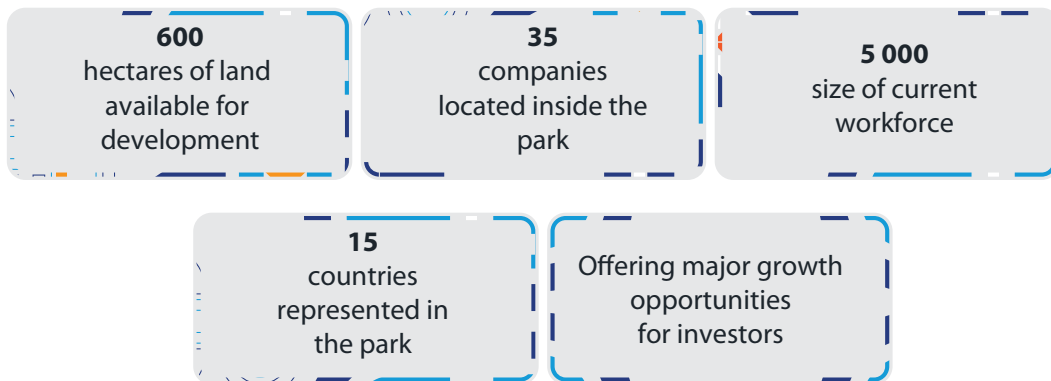 600
hectares of land
available for
development
35
companies
located inside the
park
5 000
size of current
workforce
15
countries
represented in
the park
Offering major growth
opportunities
for investors